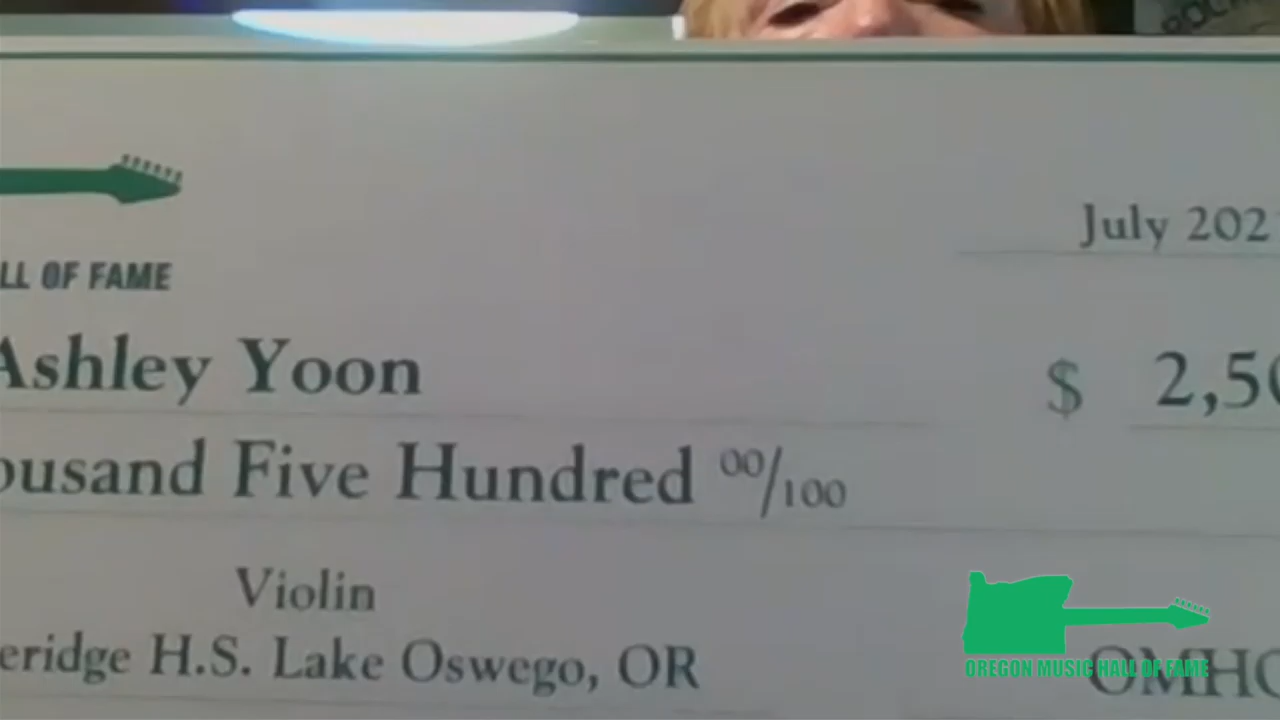 July 202
LL OF FAME
Ashley Yoon
$ 2,50
ousand Five Hundred 00/100
Violin
eridge H.S. Lake Oswego, OR
OMHO
OREGON MUSIC HALL OF FAME